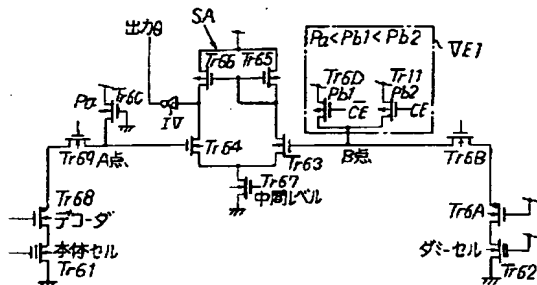 SA
Pa<Pb1<Pb2
▽E1
出力θ
Tr66
Tr65
Tr6D
Pb1
CE
Tr11
Pb2
CE
Pa
Tr6C
IV
Tr69
A点
Tr64
Tr63
B点
Tr6B
Tr67
中間レベル
Tr68
デコーダ
本体セル
Tr61
Tr6A
ダミーセル
Tr62